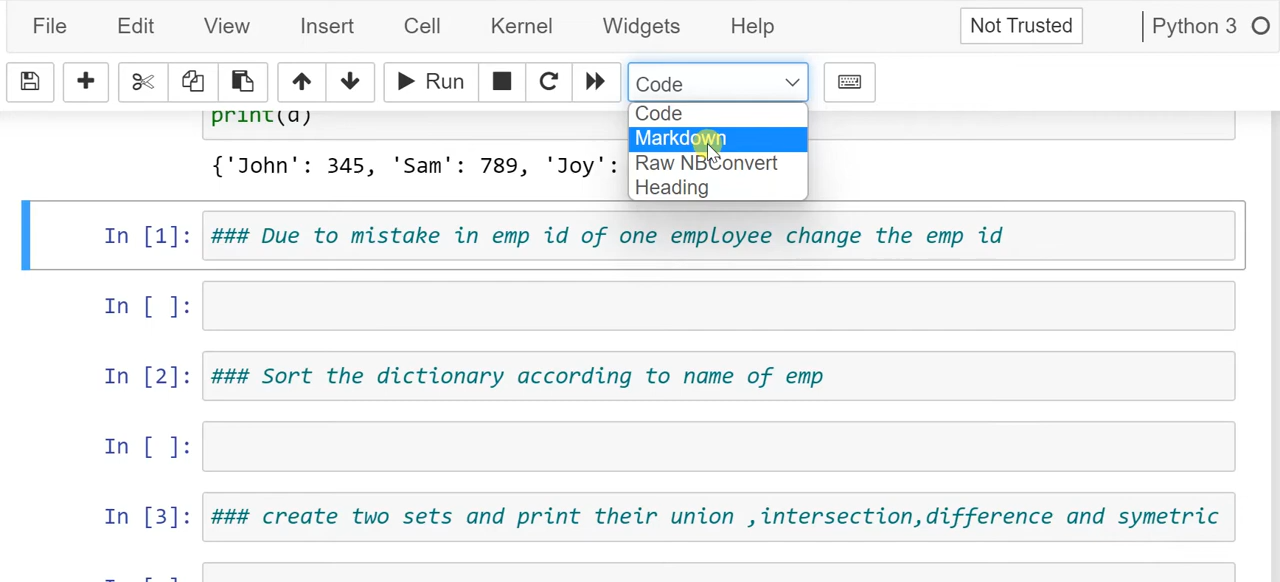 File Edit View Insert Cell Kernel Widgets Help Not Trusted Python 3
Run Code
Code
Markdown
Raw NBConvert
Heading
print(d)
{'John': 345, 'Sam': 789, 'Joy':
In [1]: ### Due to mistake in emp id of one employee change the emp id
In [ ]:
In [2]: ### Sort the dictionary according to name of emp
In [ ]:
In [3]: ### create two sets and print their union ,intersection,difference and symetric